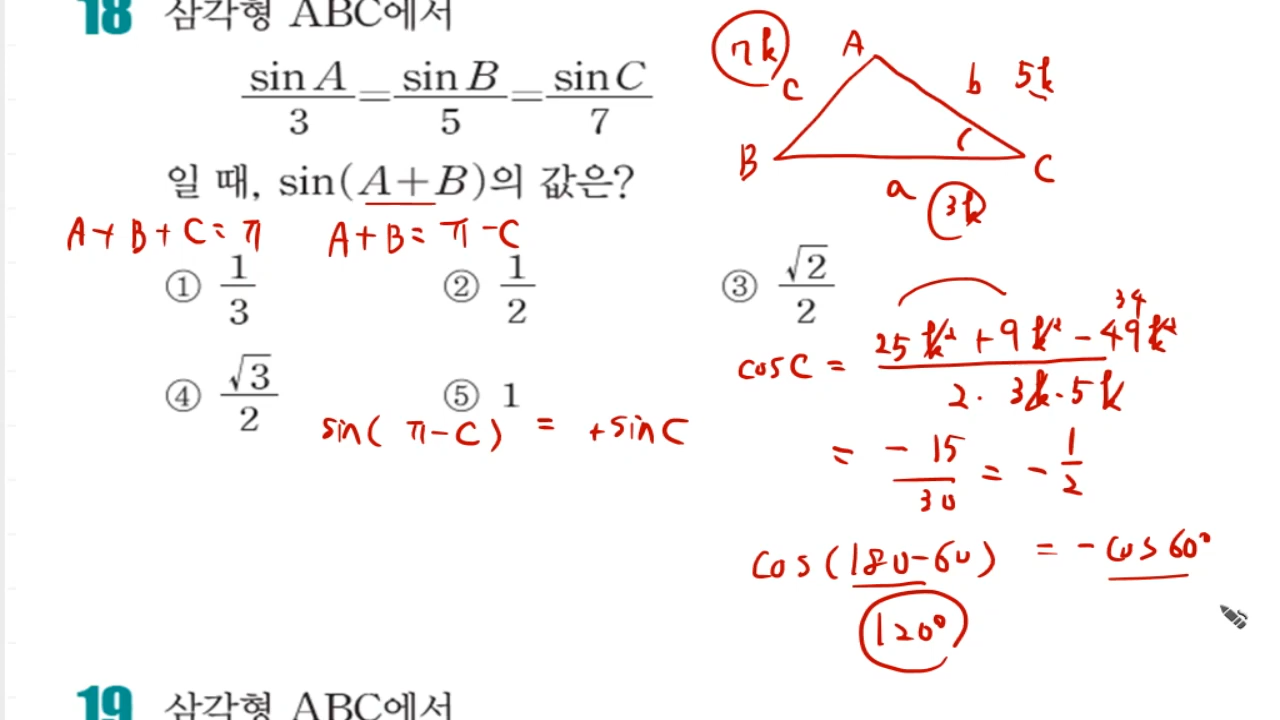 18 삼각형 ABC에서
sin A/3 = sin B/5 = sin C/7
일 때, sin(A+B)의 값은?
A+B+C=π A+B=π-C
① 1/3 ② 1/2 ③ √2/2
④ √3/2 ⑤ 1
sin(π-C) = +sinC
7k A b 5k
c
B a C
3k
34
cosC = (25k²+9k²-49k²)/(2·3k·5k)
= -15/30 = -1/2
cos(180-60) = -cos60°
120°
19 삼각형 ABC에서